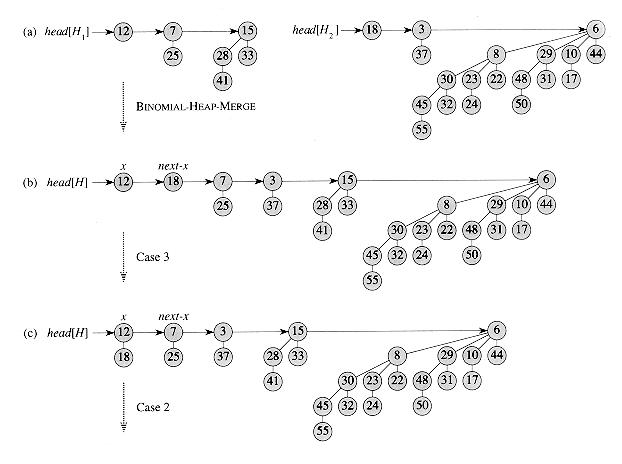 (a) head[H1] 12 7 15 head[H2] 18 3 6
25 28 33 37 8 29 10 44
41 30 23 22 48 31 17
45 32 24 50
55
BINOMIAL-HEAP-MERGE
x next-x
(b) head[H] 12 18 7 3 15 6
25 37 28 33 8 29 10 44
41 30 23 22 48 31 17
45 32 24 50
55
Case 3
x next-x
(c) head[H] 12 7 3 15 6
18 25 37 28 33 8 29 10 44
41 30 23 22 48 31 17
45 32 24 50
55
Case 2